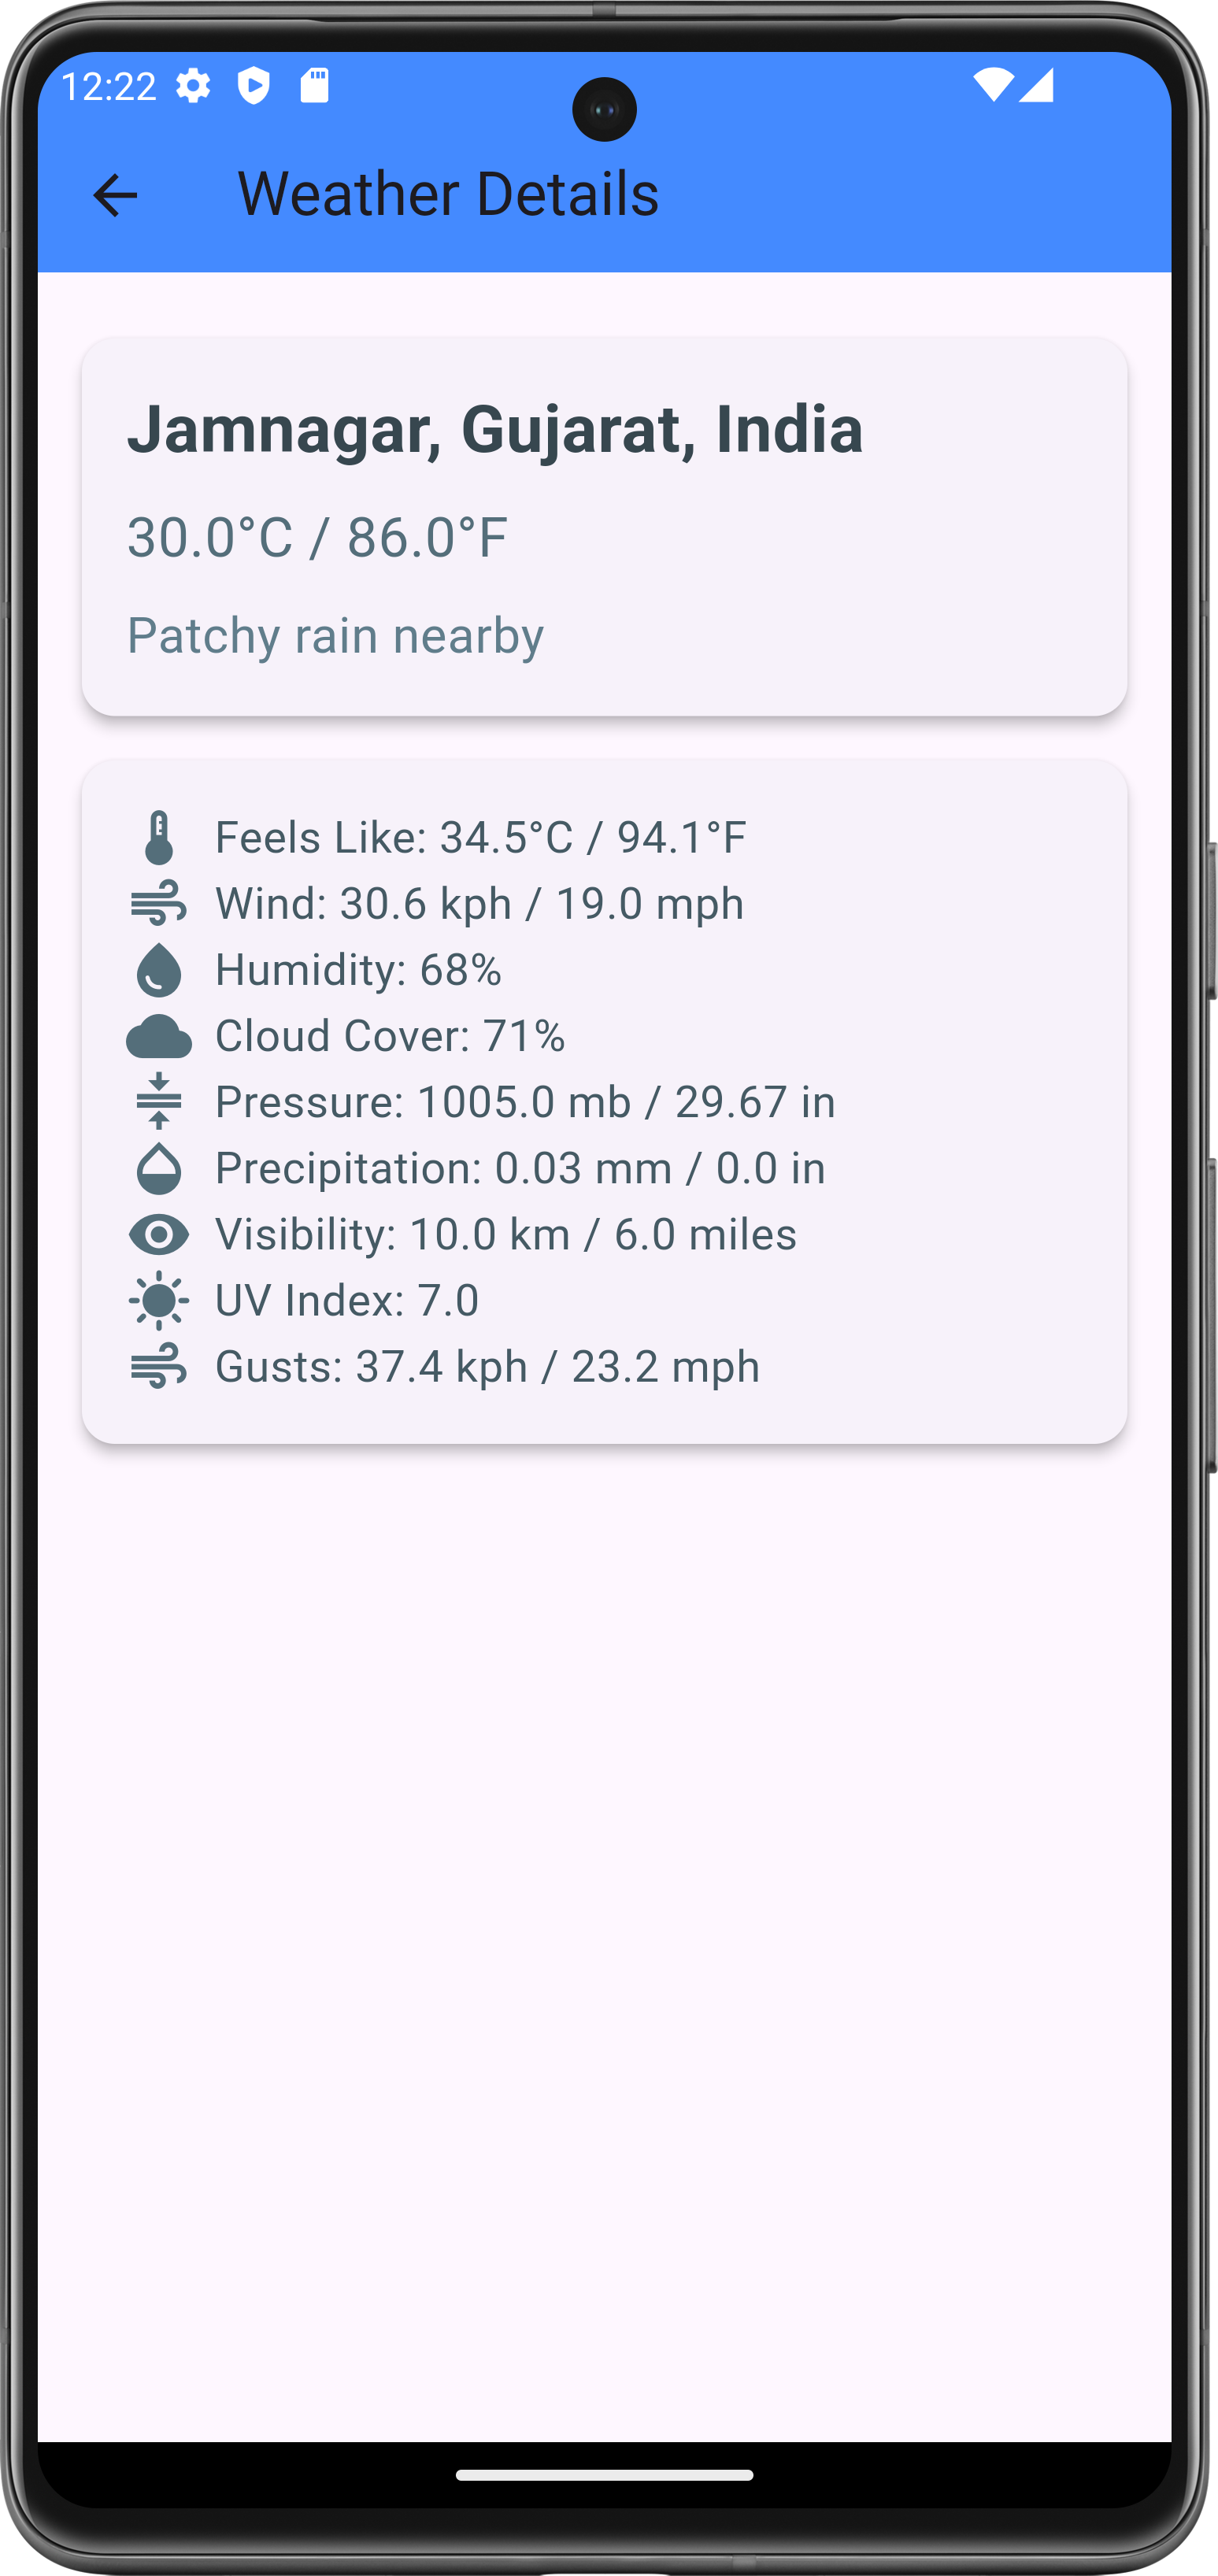 12:22
Weather Details
Jamnagar, Gujarat, India
30.0°C / 86.0°F
Patchy rain nearby
Feels Like: 34.5°C / 94.1°F
Wind: 30.6 kph / 19.0 mph
Humidity: 68%
Cloud Cover: 71%
Pressure: 1005.0 mb / 29.67 in
Precipitation: 0.03 mm / 0.0 in
Visibility: 10.0 km / 6.0 miles
UV Index: 7.0
Gusts: 37.4 kph / 23.2 mph